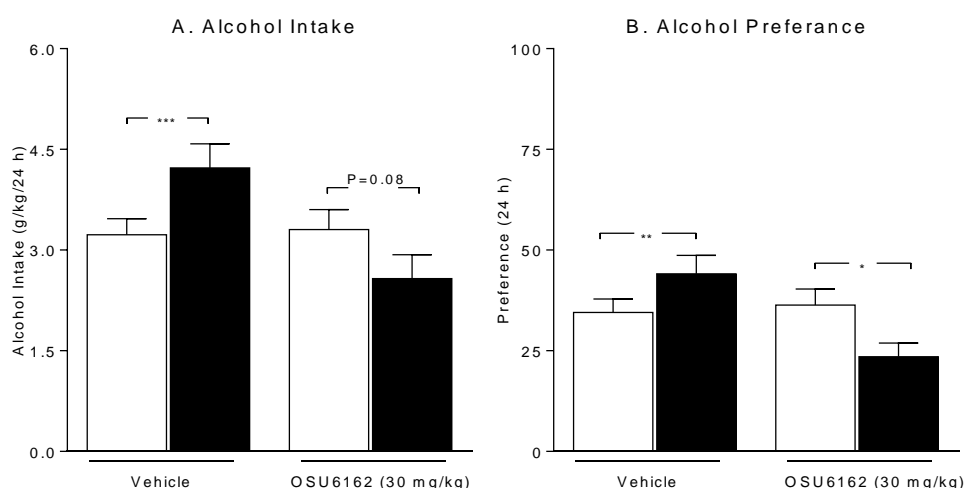 A. Alcohol Intake
6.0
4.5
3.0
1.5
0.0
Alcohol Intake (g/kg/24 h)
***
P=0.08
Vehicle
OSU6162 (30 mg/kg)
B. Alcohol Preferance
100
75
50
25
0
Preference (24 h)
**
*
Vehicle
OSU6162 (30 mg/kg)